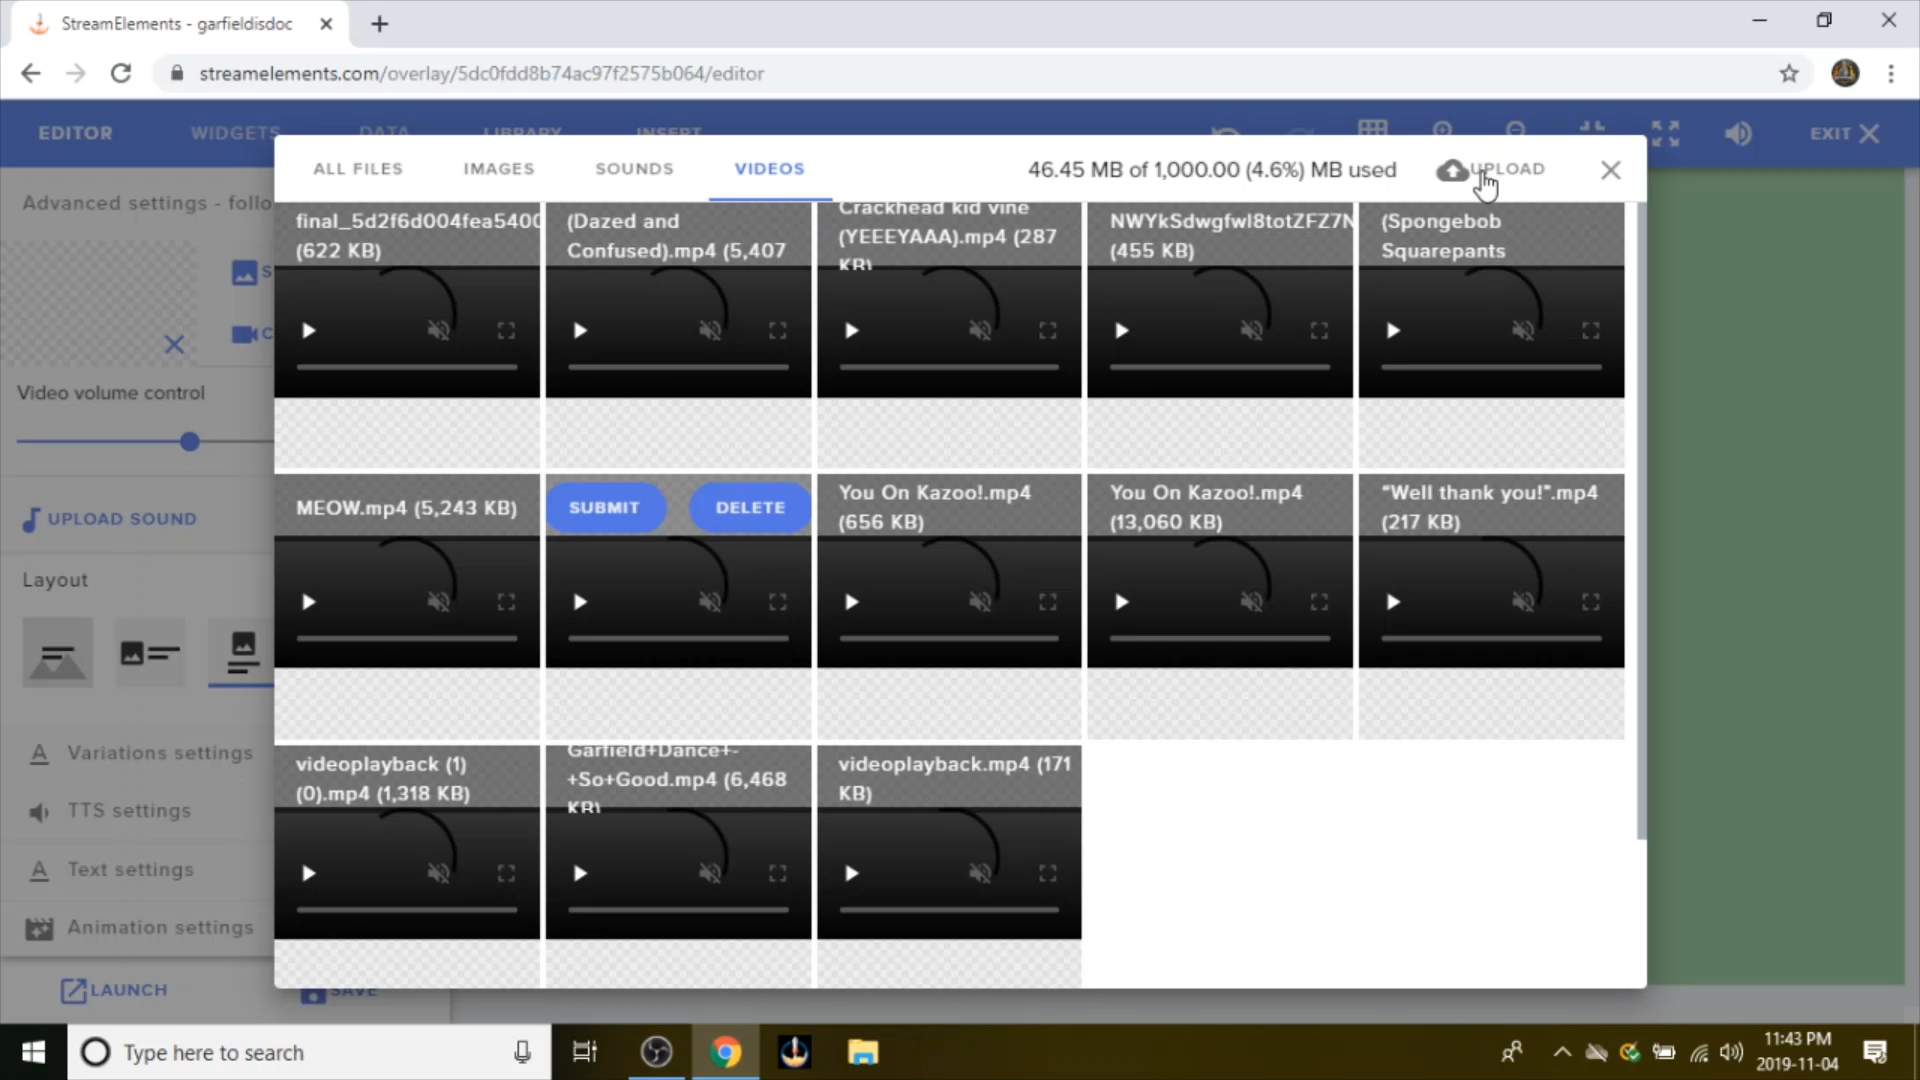 StreamElements - garfieldisdoc
streamelements.com/overlay/5dc0fdd8b74ac97f2575b064/editor
EDITOR WIDGETS DATA LIBRARY INSERT EXIT
ALL FILES IMAGES SOUNDS VIDEOS 46.45 MB of 1,000.00 (4.6%) MB used UPLOAD
Advanced settings - follo
Video volume control
UPLOAD SOUND
Layout
Variations settings
TTS settings
Text settings
Animation settings
LAUNCH SAVE
final_5d2f6d004fea5400
(622 KB)
(Dazed and
Confused).mp4 (5,407
Crackhead kid vine
(YEEEYAAA).mp4 (287
KB)
(455 KB)
(Spongebob
Squarepants
MEOW.mp4 (5,243 KB)
SUBMIT DELETE
You On Kazoo!.mp4
(656 KB)
You On Kazoo!.mp4
(13,060 KB)
“Well thank you!”.mp4
(217 KB)
videoplayback (1)
(0).mp4 (1,318 KB)
Garfield+Dance+-
+So+Good.mp4 (6,468
KB)
videoplayback.mp4 (171
KB)
Type here to search
11:43 PM
2019-11-04